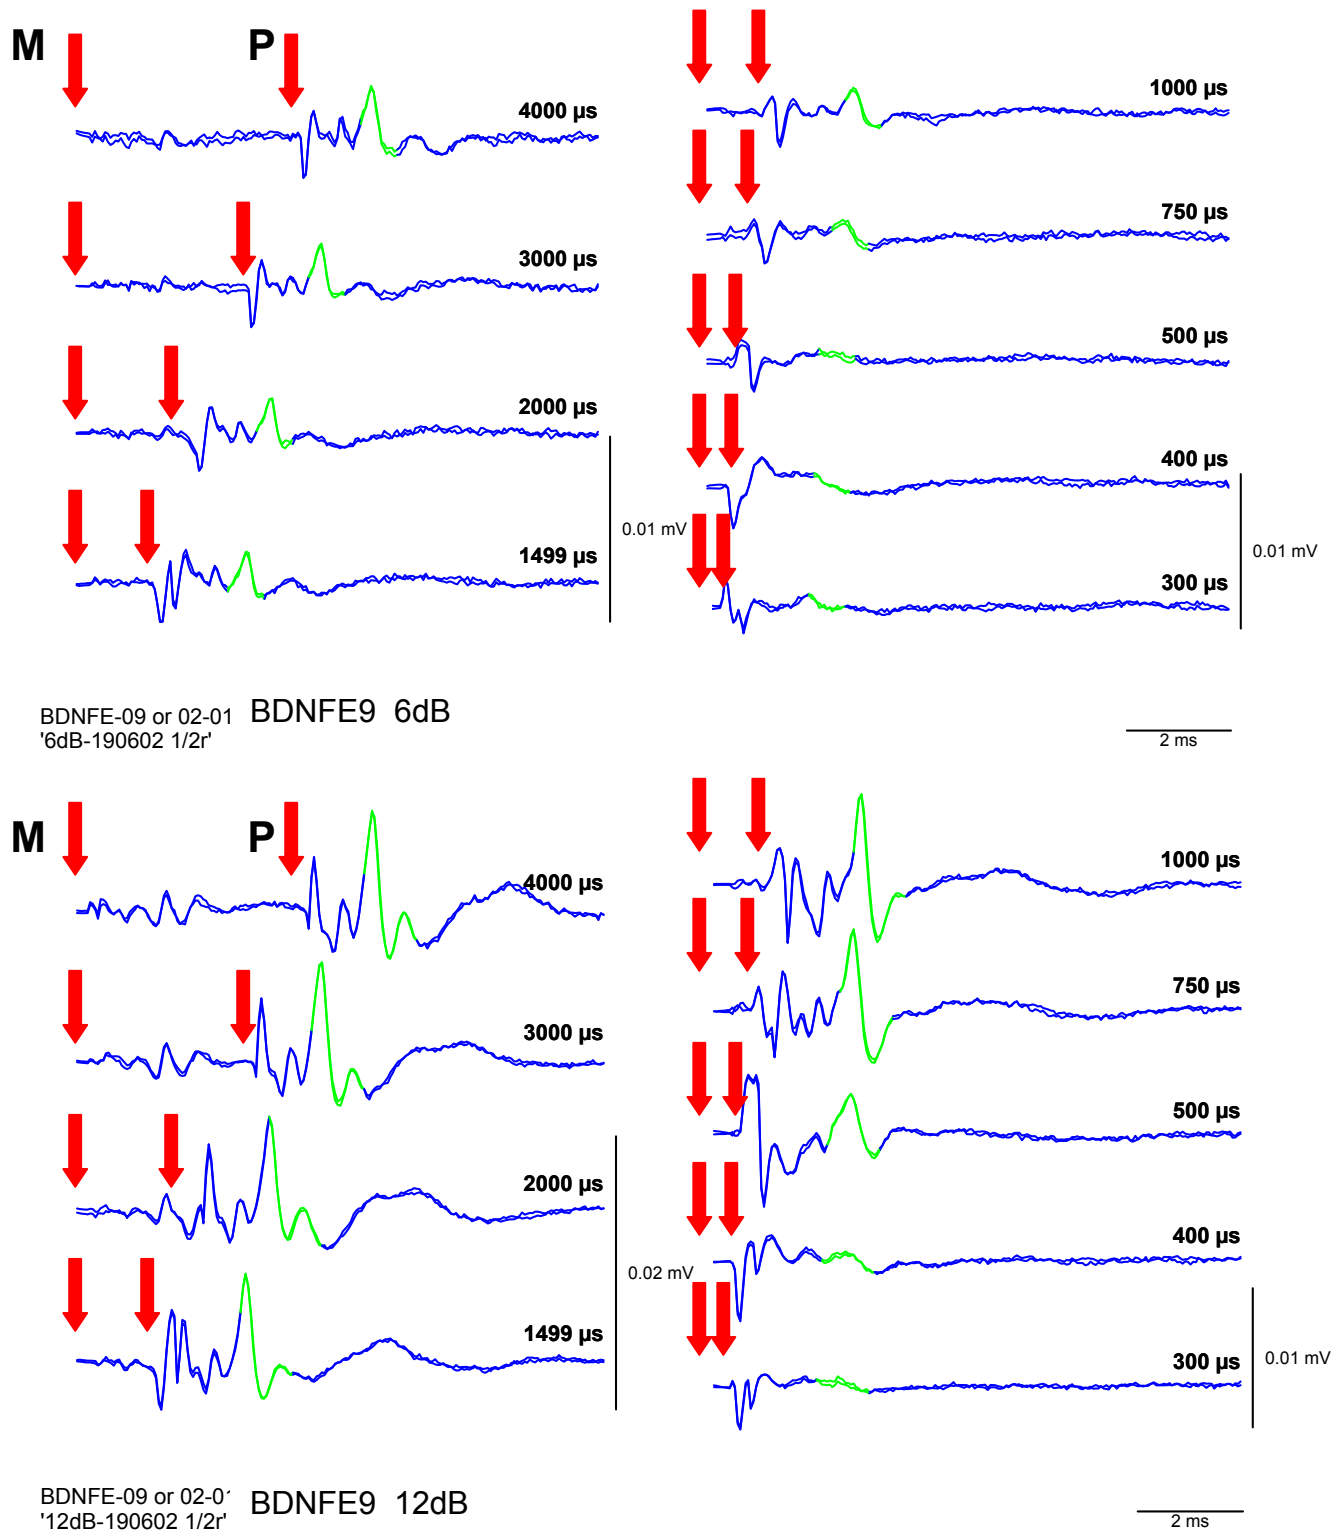 M
P
4000 µs
3000 µs
2000 µs
1499 µs
0.01 mV
1000 µs
750 µs
500 µs
400 µs
300 µs
0.01 mV
BDNFE-09 or 02-01
'6dB-190602 1/2r'
BDNFE9 6dB
2 ms
M
P
4000 µs
3000 µs
2000 µs
1499 µs
0.02 mV
1000 µs
750 µs
500 µs
400 µs
300 µs
0.01 mV
BDNFE-09 or
'12dB-190602 1/2r'
BDNFE9 12dB
2 ms